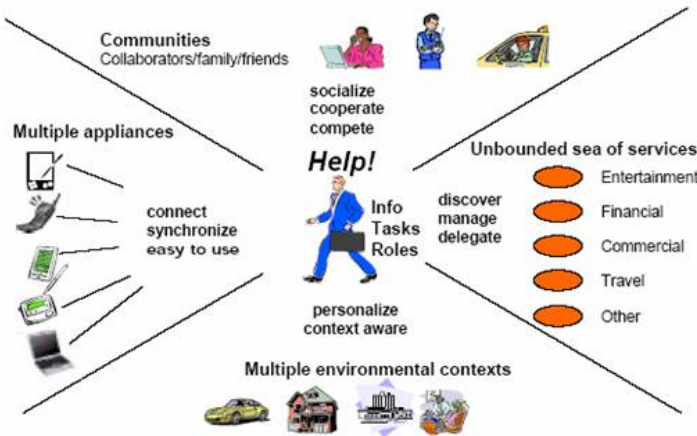 Communities
Collaborators/family/friends
socialize
cooperate
compete
Multiple appliances
connect
synchronize
easy to use
Help!
Info
Tasks
Roles
discover
manage
delegate
Unbounded sea of services
Entertainment
Financial
Commercial
Travel
Other
personalize
context aware
Multiple environmental contexts